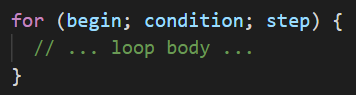 for (begin; condition; step) {
  // ... loop body ...
}